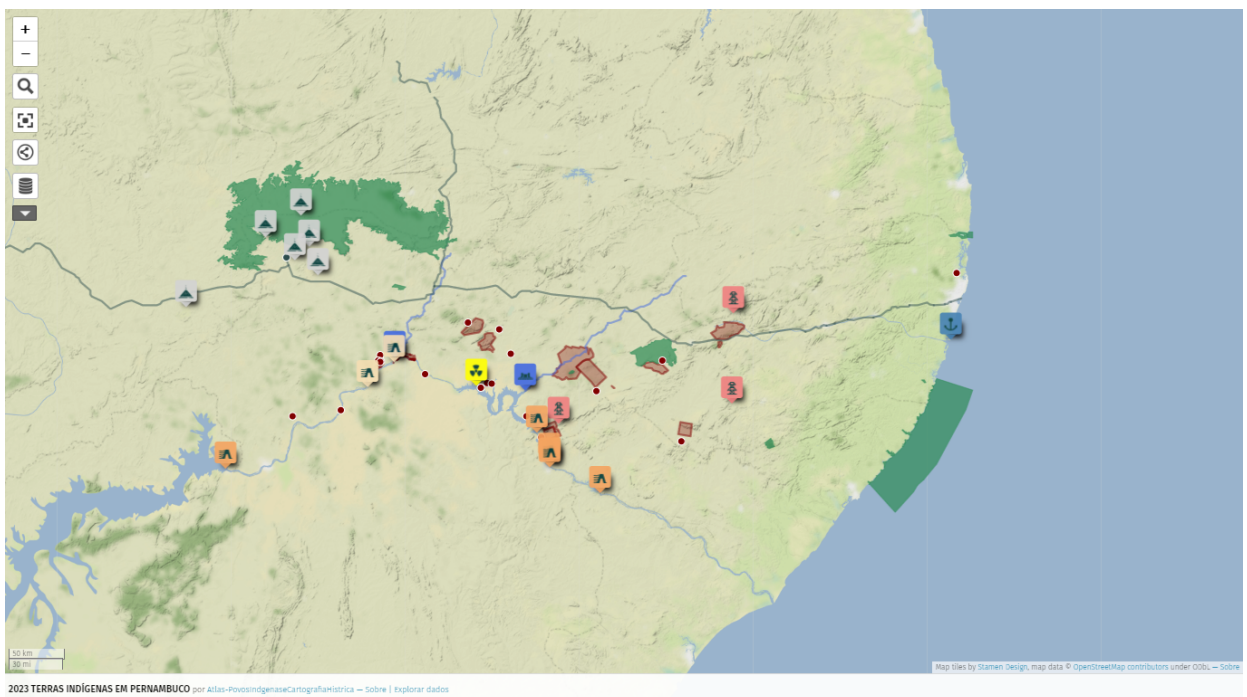 +
−
50 km
30 mi
Map tiles by Stamen Design, map data © OpenStreetMap contributors under ODbL — Sobre
2023 TERRAS INDÍGENAS EM PERNAMBUCO por Atlas-PovosIndgenaseCartografiaHistrica — Sobre | Explorar dados